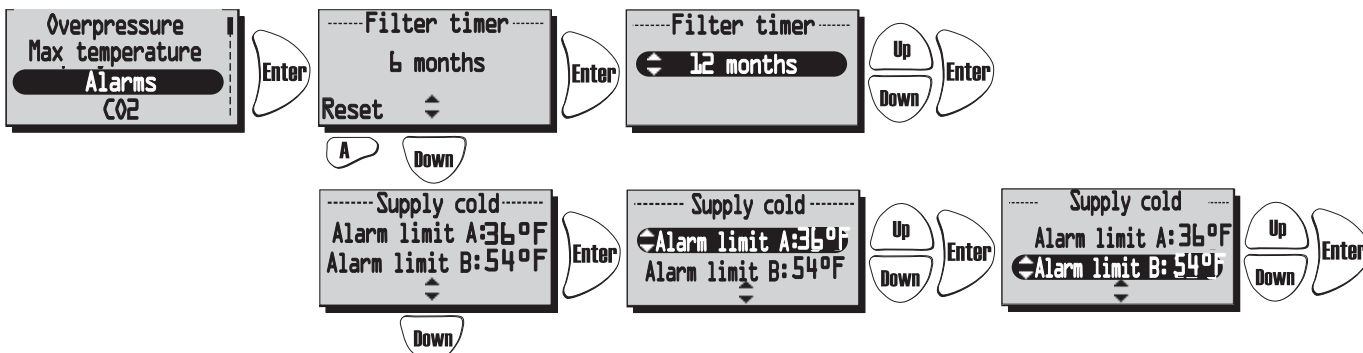 Overpressure
Max temperature
Alarms
CO2
Enter
Filter timer
6 months
Reset
A
Down
Enter
Filter timer
12 months
Up
Down
Enter
Supply cold
Alarm limit A:36°F
Alarm limit B:54°F
Down
Enter
Supply cold
Alarm limit A:36°F
Alarm limit B:54°F
Up
Down
Enter
Supply cold
Alarm limit A:36°F
Alarm limit B:54°F
Up
Down
Enter